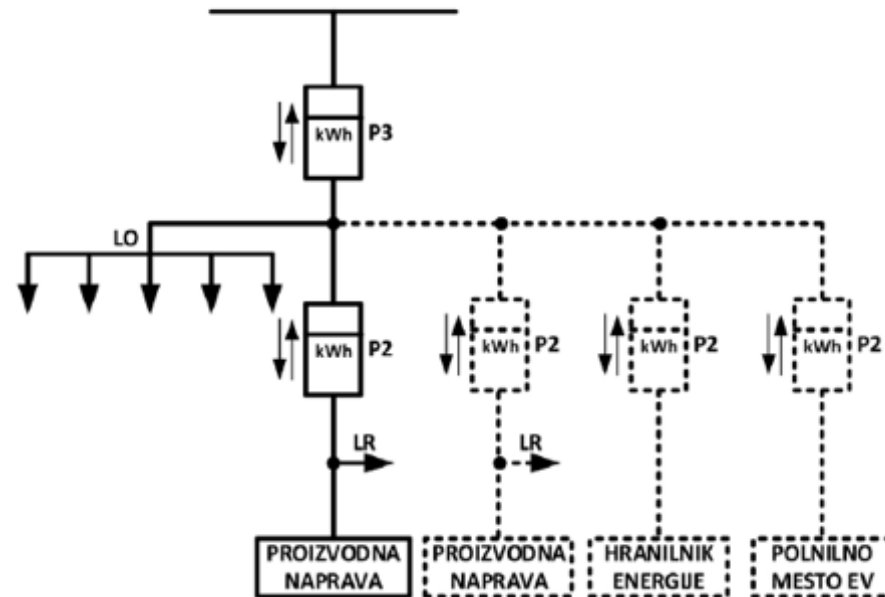 kWh P3
LO
kWh P2
kWh P2
kWh P2
kWh P2
LR
LR
PROIZVODNA
NAPRAVA
PROIZVODNA
NAPRAVA
HRANILNIK
ENERGIJE
POLNILNO
MESTO EV